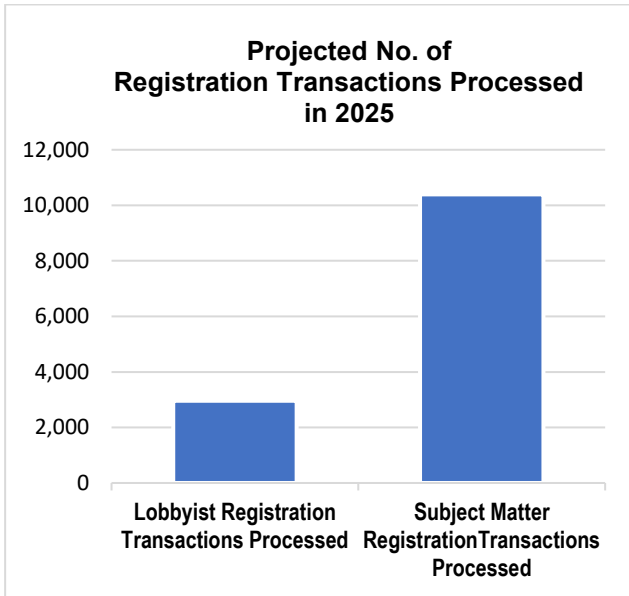 Projected No. of
Registration Transactions Processed
in 2025
12,000
10,000
8,000
6,000
4,000
2,000
0
Lobbyist Registration
Transactions Processed
Subject Matter
RegistrationTransactions
Processed